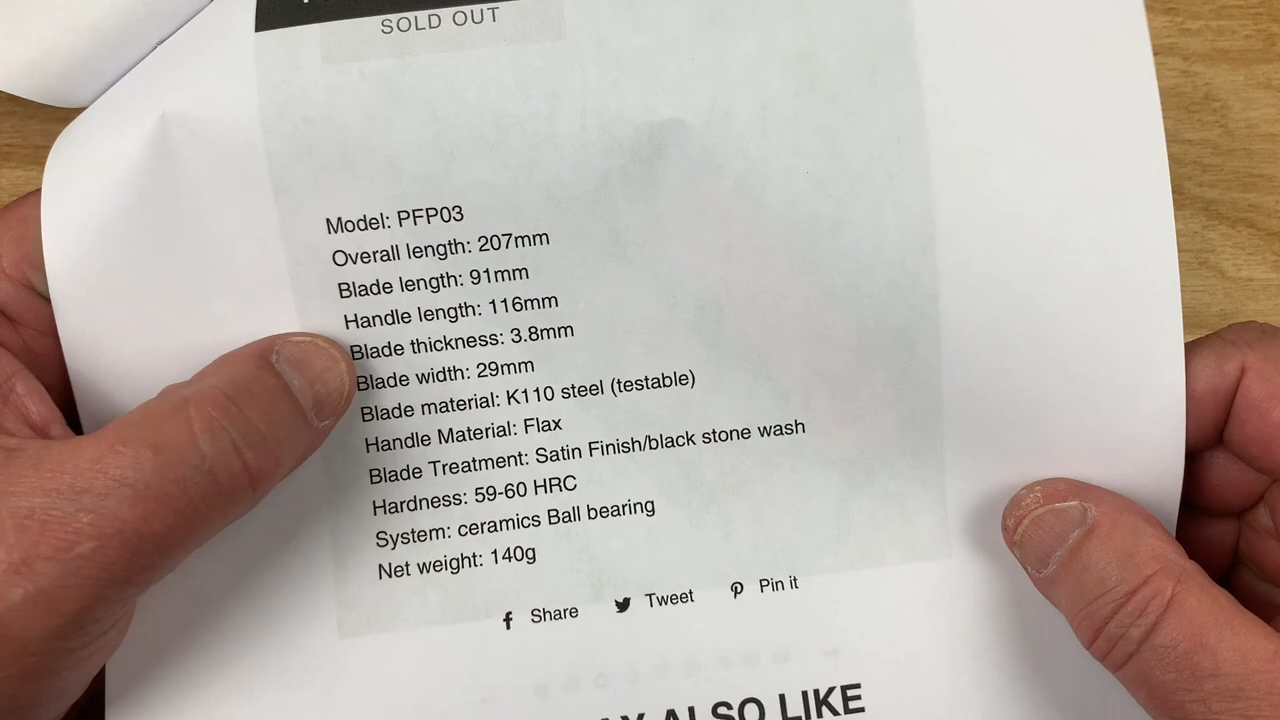 SOLD OUT
Model: PFP03
Overall length: 207mm
Blade length: 91mm
Handle length: 116mm
Blade thickness: 3.8mm
Blade width: 29mm
Blade material: K110 steel (testable)
Handle Material: Flax
Blade Treatment: Satin Finish/black stone wash
Hardness: 59-60 HRC
System: ceramics Ball bearing
Net weight: 140g
Share Tweet Pin it
ALSO LIKE